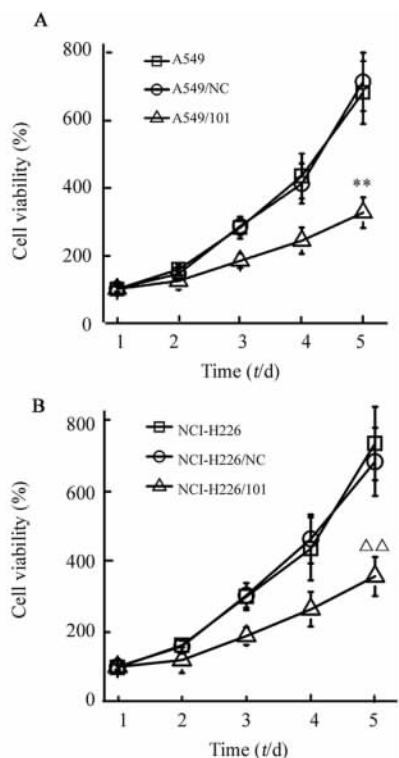 A
800
600
400
200
0
Cell viability (%)
A549
A549/NC
A549/101
**
1 2 3 4 5
Time (t/d)
B
800
600
400
200
0
Cell viability (%)
NCI-H226
NCI-H226/NC
NCI-H226/101
△△
1 2 3 4 5
Time (t/d)